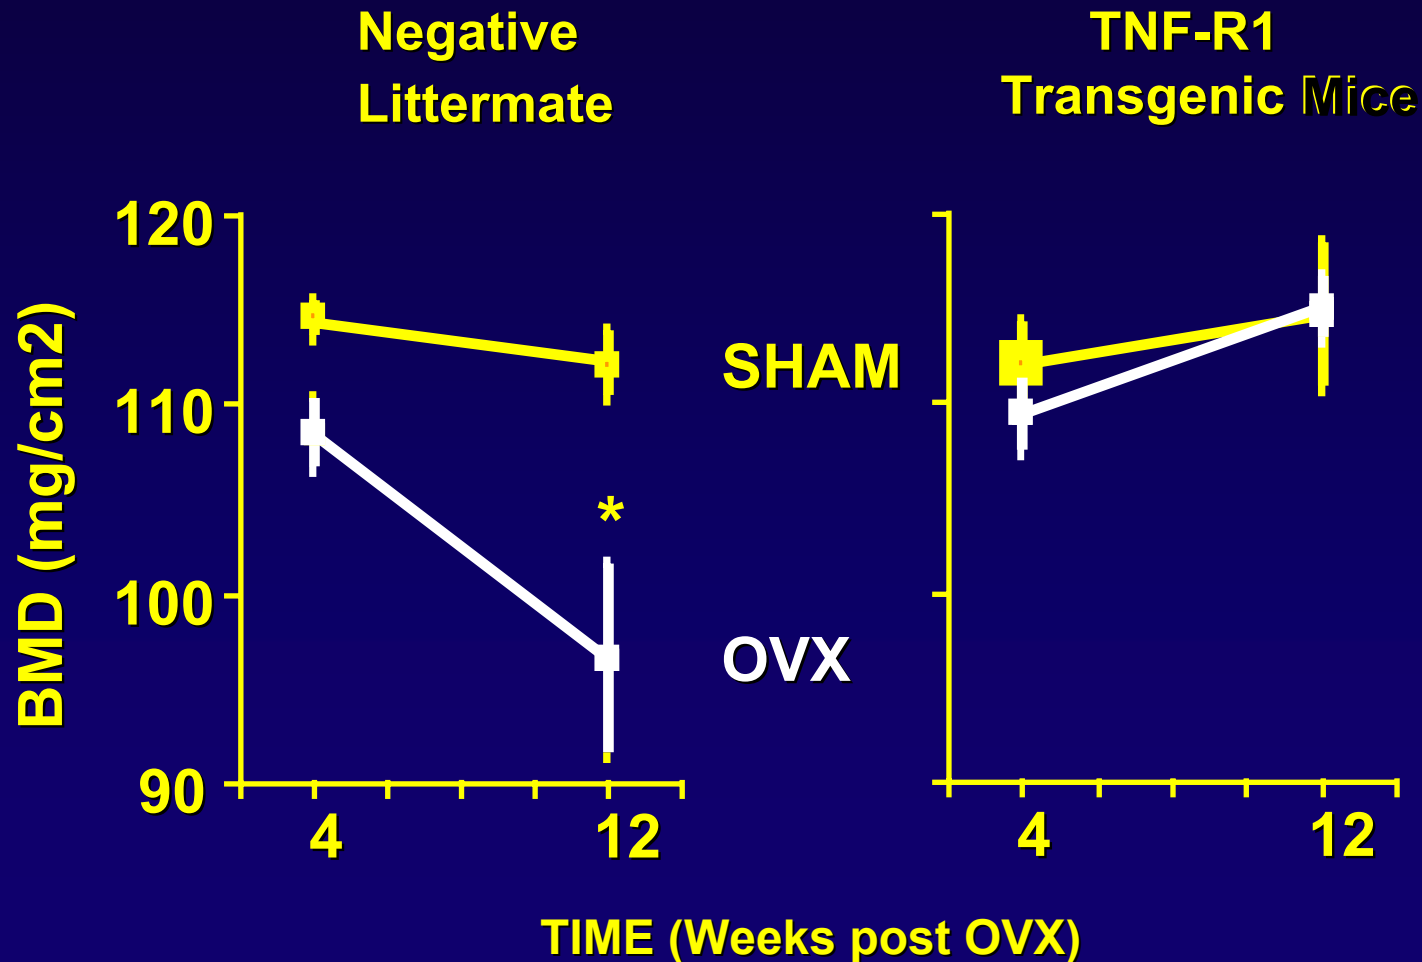 Negative
Littermate
TNF-R1
Transgenic Mice
120
110
100
90
BMD (mg/cm2)
*
SHAM
OVX
4
12
4
12
TIME (Weeks post OVX)